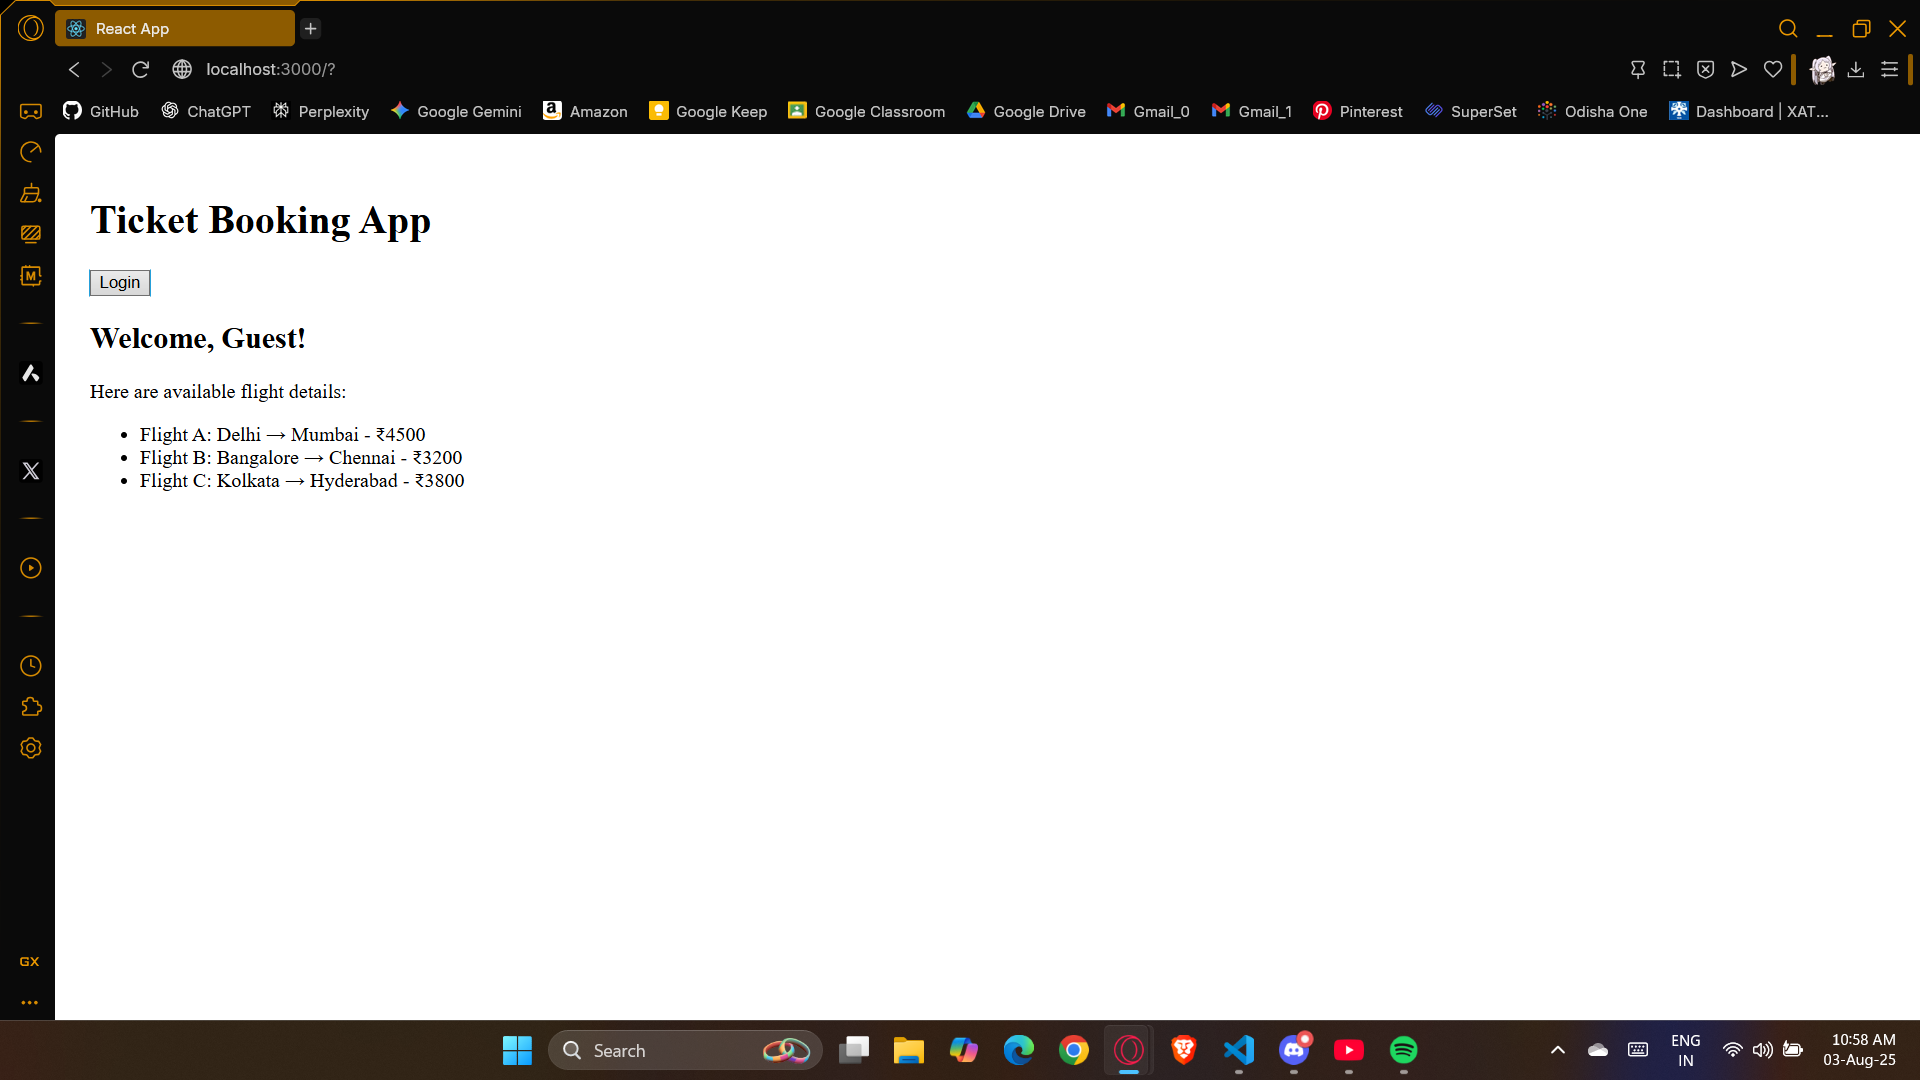 React App
localhost:3000/?
GitHub ChatGPT Perplexity Google Gemini Amazon Google Keep Google Classroom Google Drive Gmail_0 Gmail_1 Pinterest SuperSet Odisha One Dashboard | XAT...
M
Ticket Booking App
Login
Welcome, Guest!
Here are available flight details:
• Flight A: Delhi → Mumbai - ₹4500
• Flight B: Bangalore → Chennai - ₹3200
• Flight C: Kolkata → Hyderabad - ₹3800
GX
Search
ENG
IN
10:58 AM
03-Aug-25